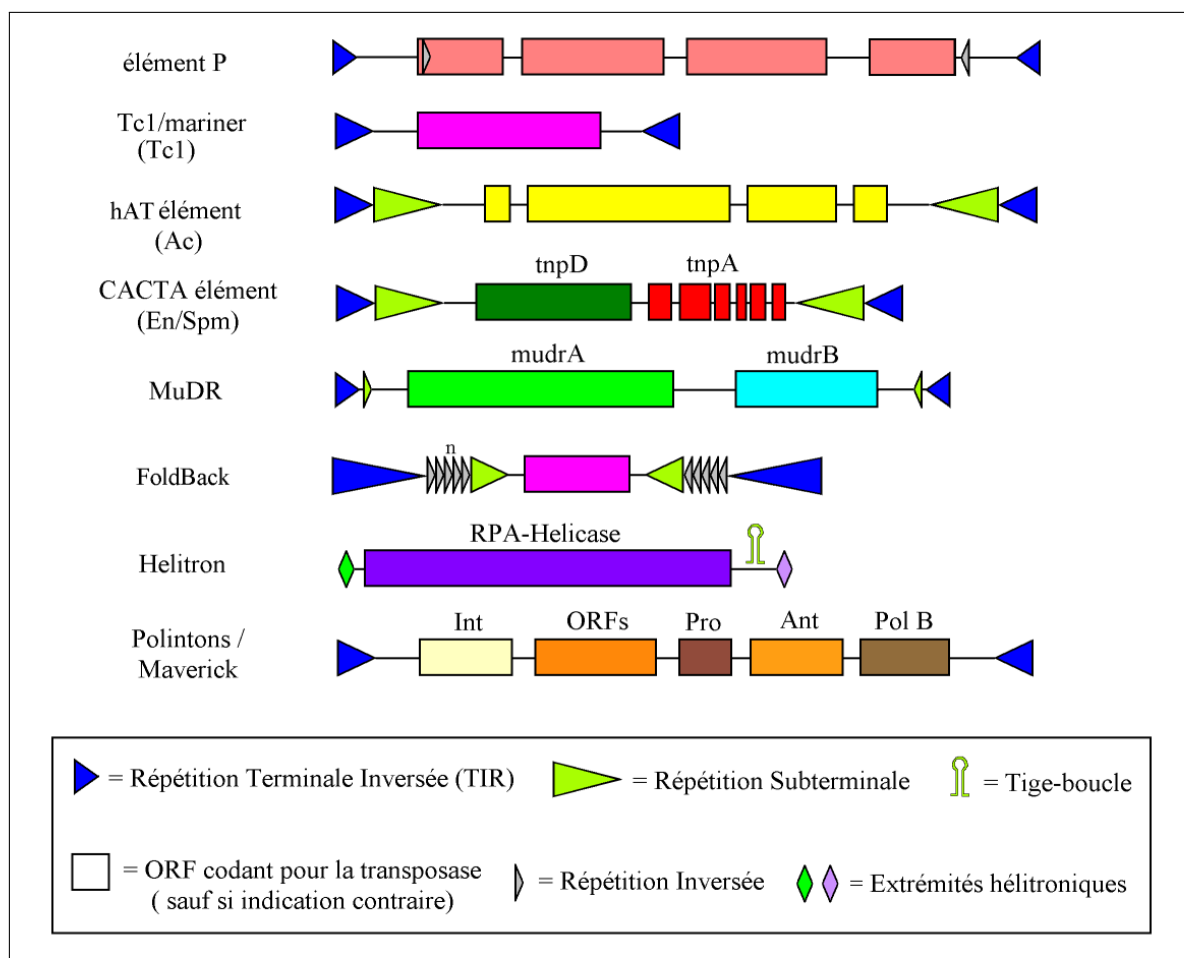 élément P
Tc1/mariner
(Tc1)
hAT élément
(Ac)
tnpD tnpA
CACTA élément
(En/Spm)
mudrA mudrB
MuDR
n
FoldBack
RPA-Helicase
Helitron
Int ORFs Pro Ant Pol B
Polintons /
Maverick
= Répétition Terminale Inversée (TIR) = Répétition Subterminale = Tige-boucle
= ORF codant pour la transposase
( sauf si indication contraire)
= Répétition Inversée = Extrémités hélitroniques